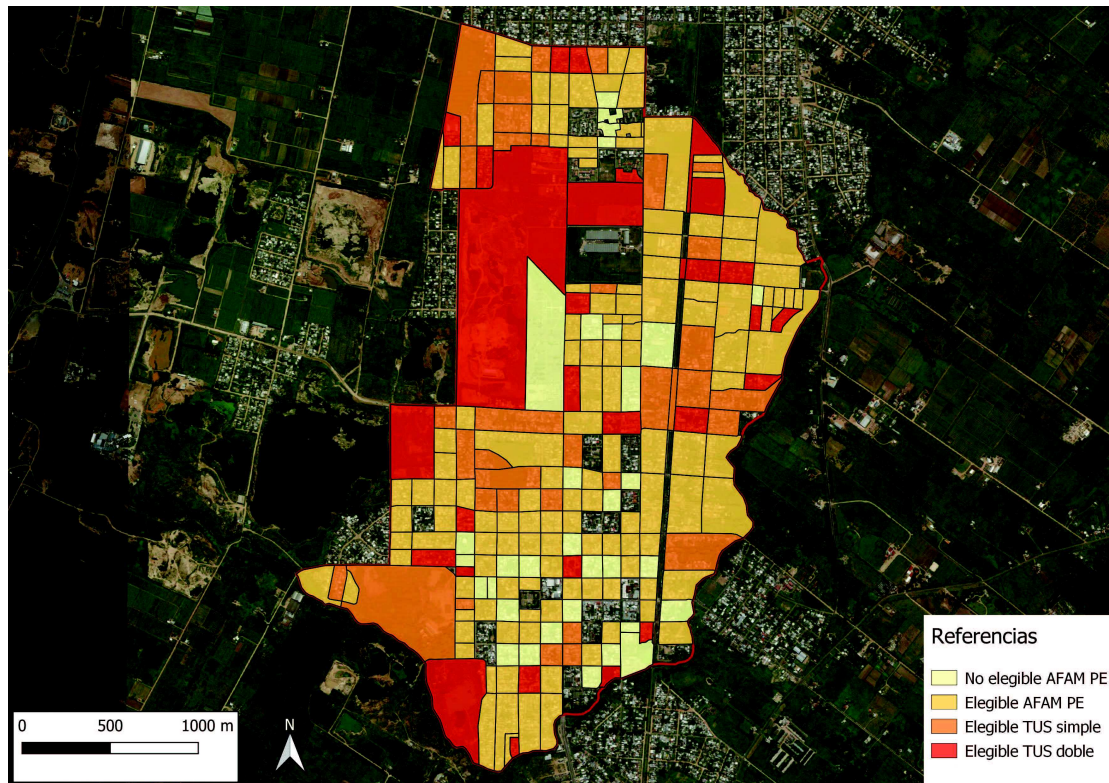 Referencias
No elegible AFAM PE
Elegible AFAM PE
Elegible TUS simple
Elegible TUS doble
0 500 1000 m
N